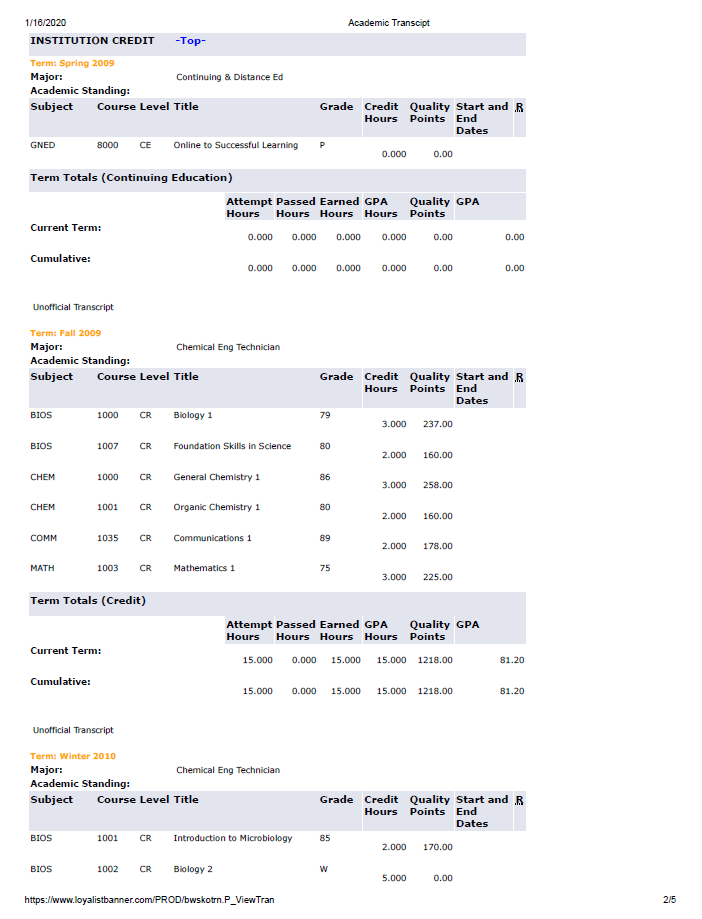 1/16/2020 Academic Transcipt
INSTITUTION CREDIT -Top-
Term: Spring 2009
Major: Continuing & Distance Ed
Academic Standing:
Subject Course Level Title Grade Credit Hours Quality Points Start and End Dates R
GNED 8000 CE Online to Successful Learning P 0.000 0.00
Term Totals (Continuing Education)
Attempt Hours Passed Hours Earned Hours GPA Hours Quality Points GPA
Current Term: 0.000 0.000 0.000 0.000 0.00 0.00
Cumulative: 0.000 0.000 0.000 0.000 0.00 0.00
Unofficial Transcript
Term: Fall 2009
Major: Chemical Eng Technician
Academic Standing:
Subject Course Level Title Grade Credit Hours Quality Points Start and End Dates R
BIOS 1000 CR Biology 1 79 3.000 237.00
BIOS 1007 CR Foundation Skills in Science 80 2.000 160.00
CHEM 1000 CR General Chemistry 1 86 3.000 258.00
CHEM 1001 CR Organic Chemistry 1 80 2.000 160.00
COMM 1035 CR Communications 1 89 2.000 178.00
MATH 1003 CR Mathematics 1 75 3.000 225.00
Term Totals (Credit)
Attempt Hours Passed Hours Earned Hours GPA Hours Quality Points GPA
Current Term: 15.000 0.000 15.000 15.000 1218.00 81.20
Cumulative: 15.000 0.000 15.000 15.000 1218.00 81.20
Unofficial Transcript
Term: Winter 2010
Major: Chemical Eng Technician
Academic Standing:
Subject Course Level Title Grade Credit Hours Quality Points Start and End Dates R
BIOS 1001 CR Introduction to Microbiology 85 2.000 170.00
BIOS 1002 CR Biology 2 W 5.000 0.00
https://www.loyalistbanner.com/PROD/bwskotrn.P_ViewTran 2/5